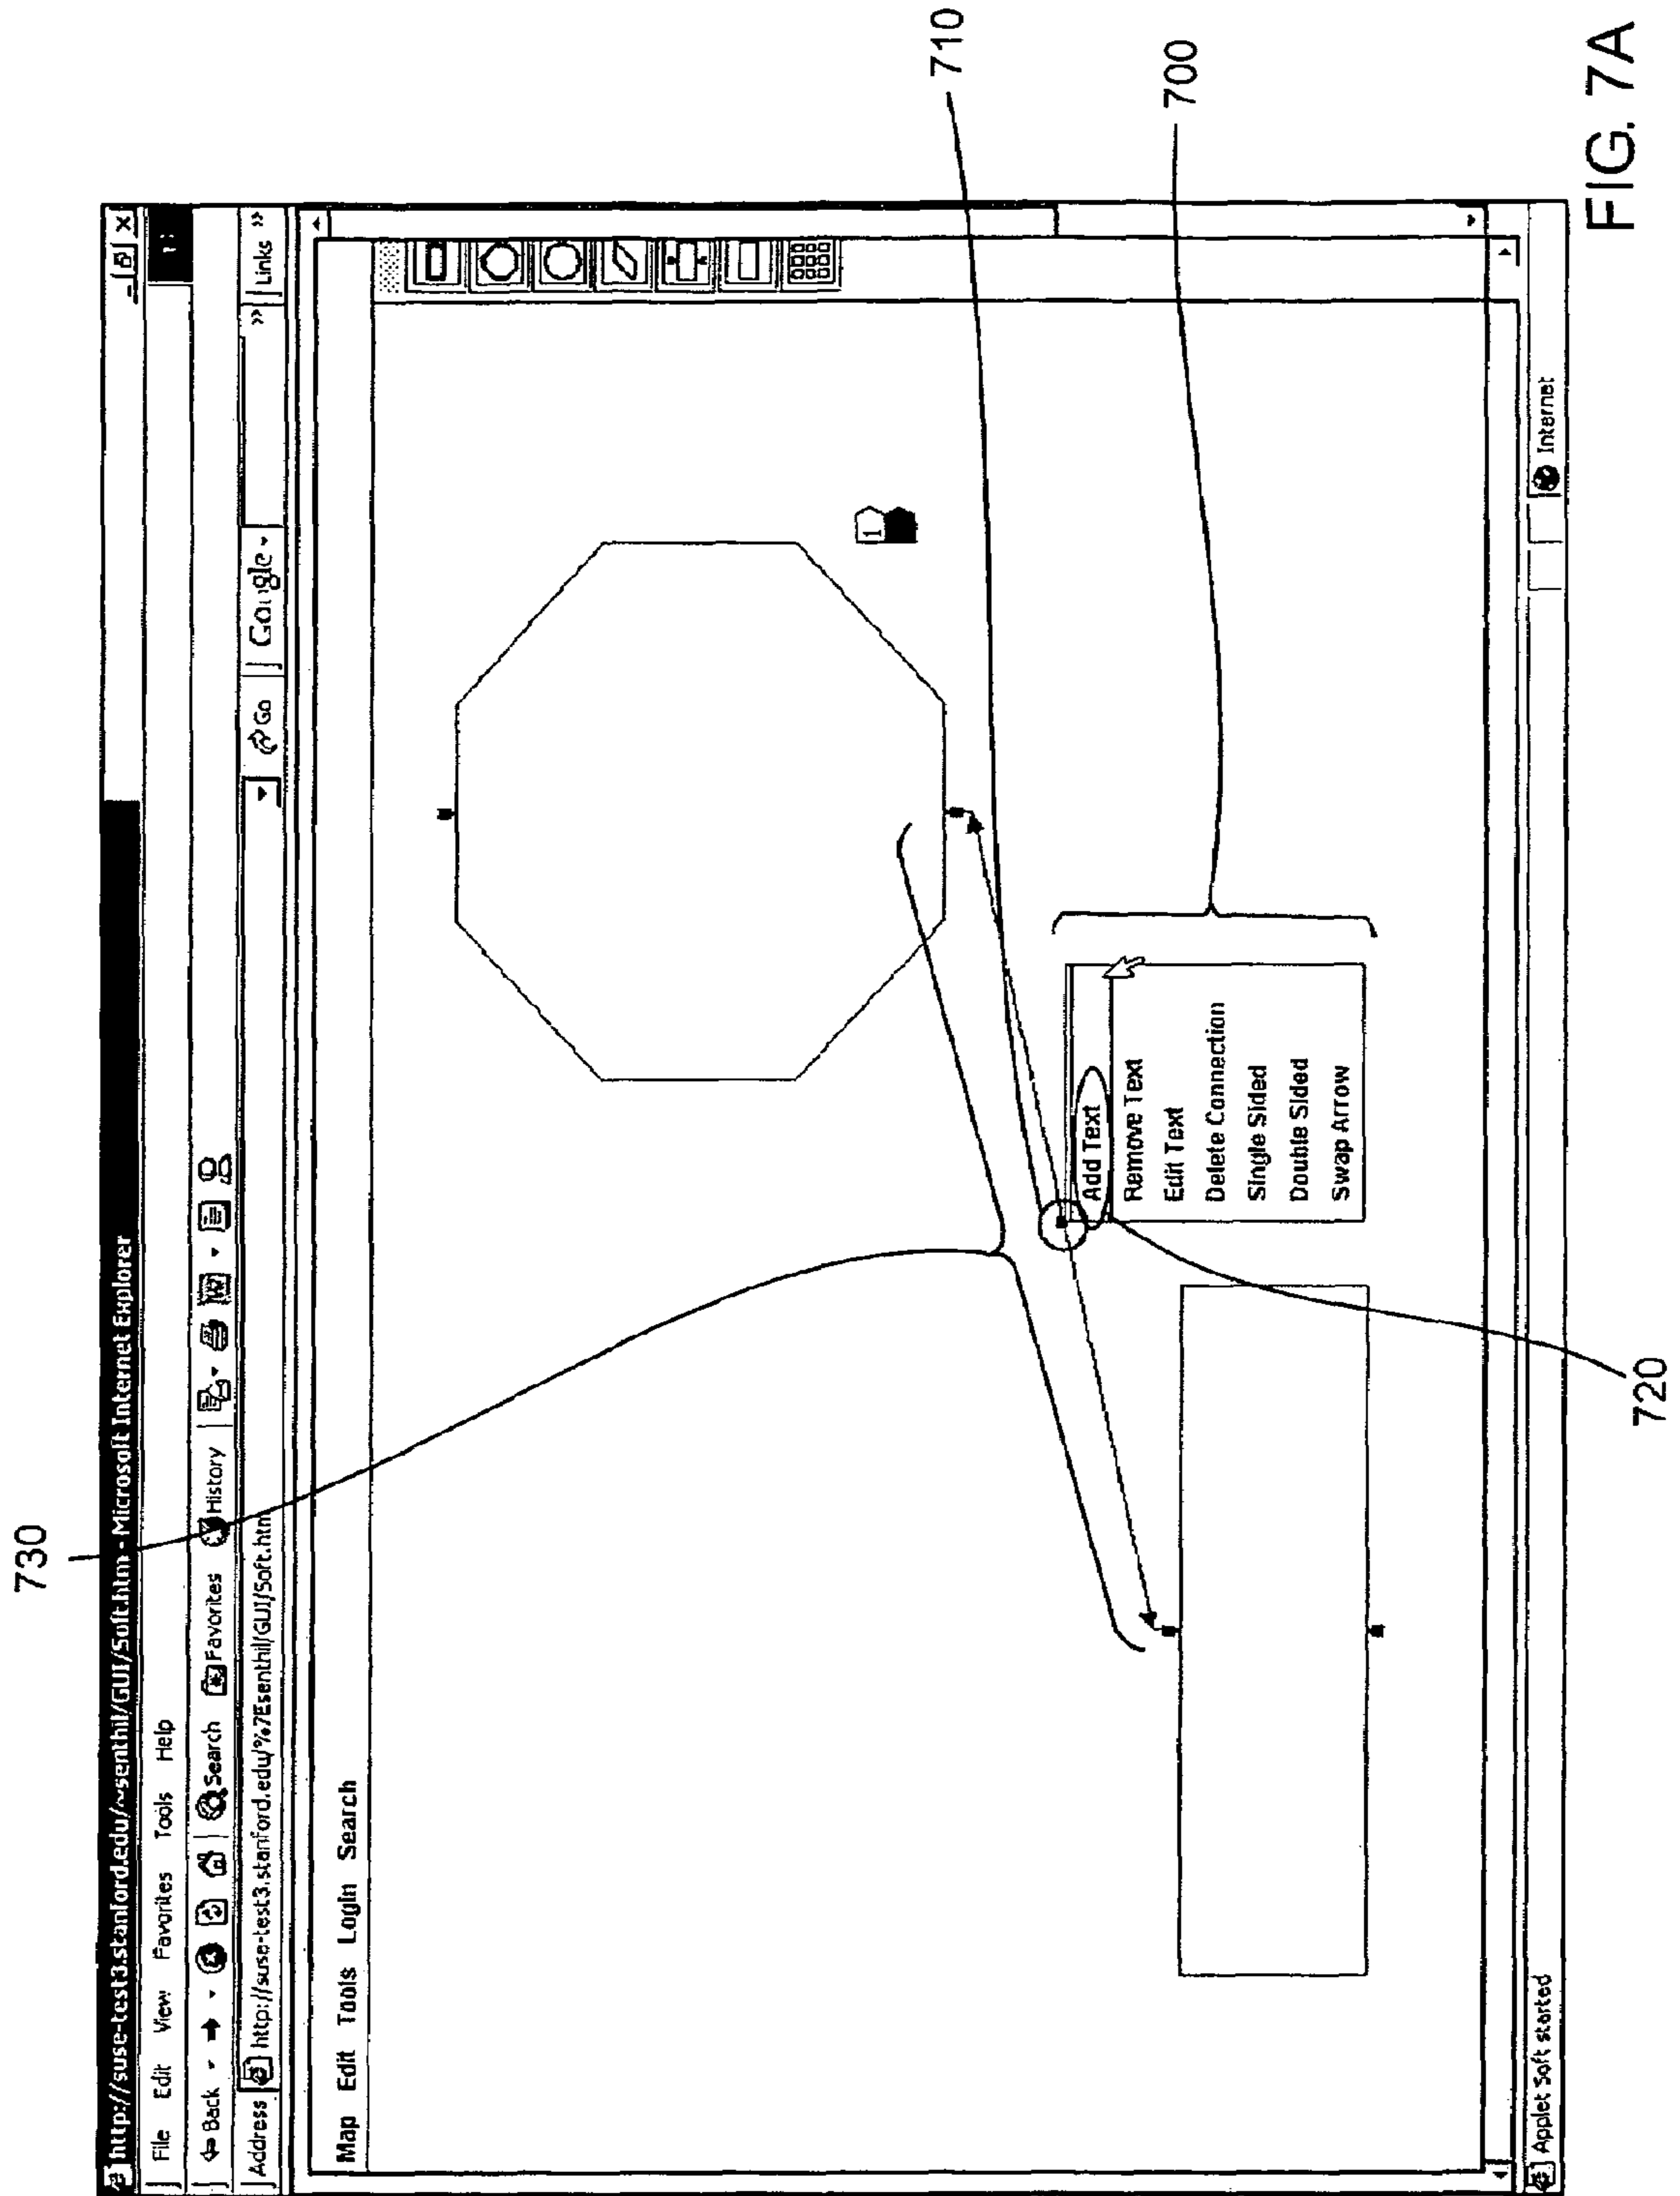 http://suse-test3.stanford.edu/~senthil/GUI/Soft.htm - Microsoft Internet Explorer
File Edit View Favorites Tools Help
Back Search Favorites History
Address http://suse-test3.stanford.edu/%7Esenthil/GUI/Soft.htm Go Google Links »
Map Edit Tools Login Search
1
Add Text
Remove Text
Edit Text
Delete Connection
Single Sided
Double Sided
Swap Arrow
Applet Soft started Internet
730
710
700
720
FIG. 7A